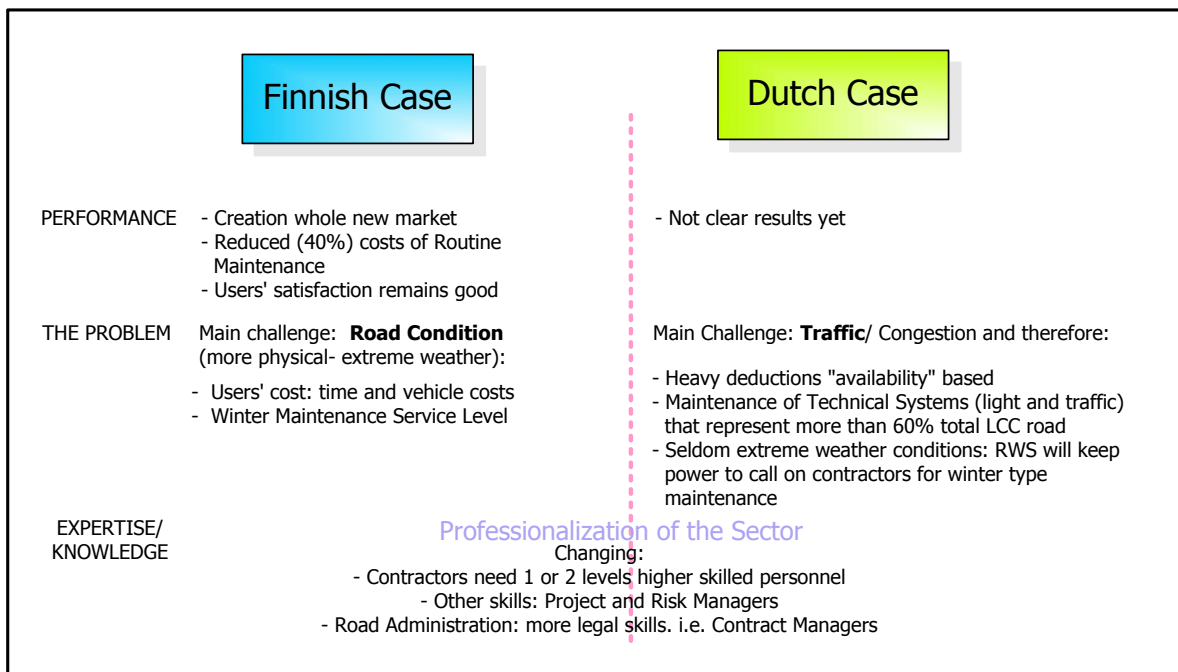 Finnish Case
Dutch Case
PERFORMANCE
- Creation whole new market
- Reduced (40%) costs of Routine
Maintenance
- Users' satisfaction remains good
- Not clear results yet
THE PROBLEM
Main challenge: Road Condition
(more physical- extreme weather):
- Users' cost: time and vehicle costs
- Winter Maintenance Service Level
Main Challenge: Traffic/ Congestion and therefore:
- Heavy deductions "availability" based
- Maintenance of Technical Systems (light and traffic)
that represent more than 60% total LCC road
- Seldom extreme weather conditions: RWS will keep
power to call on contractors for winter type
maintenance
EXPERTISE/
KNOWLEDGE
Professionalization of the Sector
Changing:
- Contractors need 1 or 2 levels higher skilled personnel
- Other skills: Project and Risk Managers
- Road Administration: more legal skills. i.e. Contract Managers